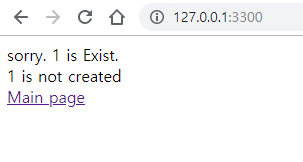 127.0.0.1:3300
sorry. 1 is Exist.
1 is not created
Main page